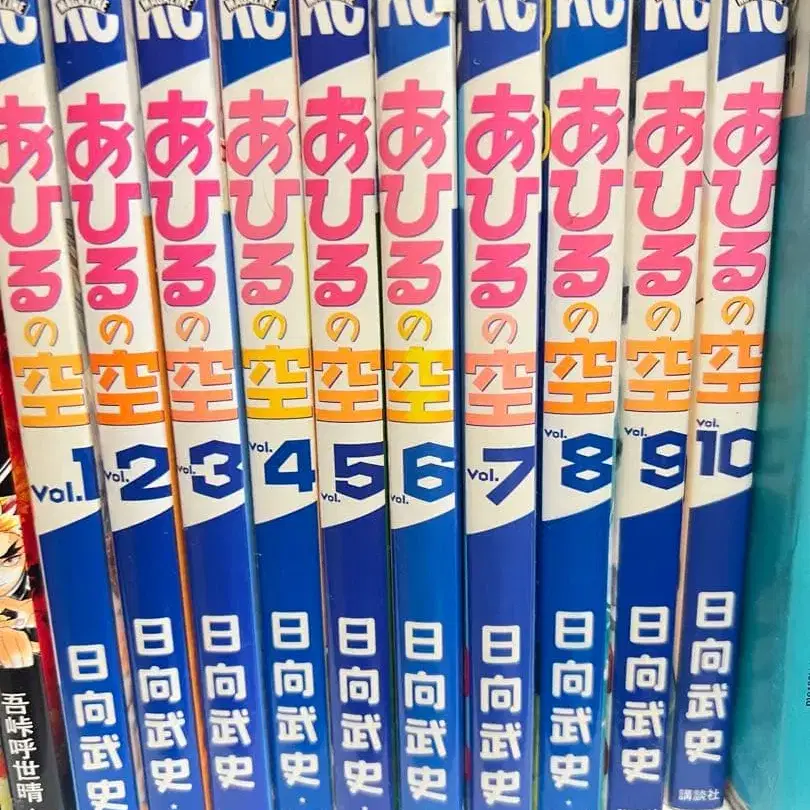 KC
KC
KC
KC
KC
KC
KC
KC
KC
KC
あひるの空
vol.1
日向武史
あひるの空
vol.2
日向武史
あひるの空
vol.3
日向武史
あひるの空
vol.4
日向武史
あひるの空
vol.5
日向武史
あひるの空
vol.6
日向武史
あひるの空
vol.7
日向武史
あひるの空
vol.8
日向武史
あひるの空
vol.9
日向武史
あひるの空
vol.10
日向武史
講談社
吾峠呼世晴